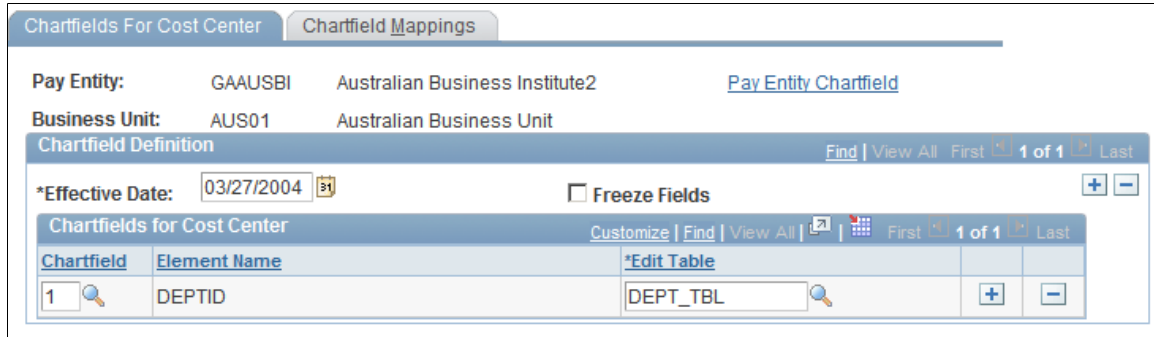 Chartfields For Cost Center Chartfield Mappings
Pay Entity: GAAUSBI Australian Business Institute2 Pay Entity Chartfield
Business Unit: AUS01 Australian Business Unit
Chartfield Definition Find | View All First 1 of 1 Last
*Effective Date: 03/27/2004 31 Freeze Fields
Chartfields for Cost Center Customize | Find | View All | | First 1 of 1 Last
Chartfield Element Name *Edit Table
1 DEPTID DEPT_TBL